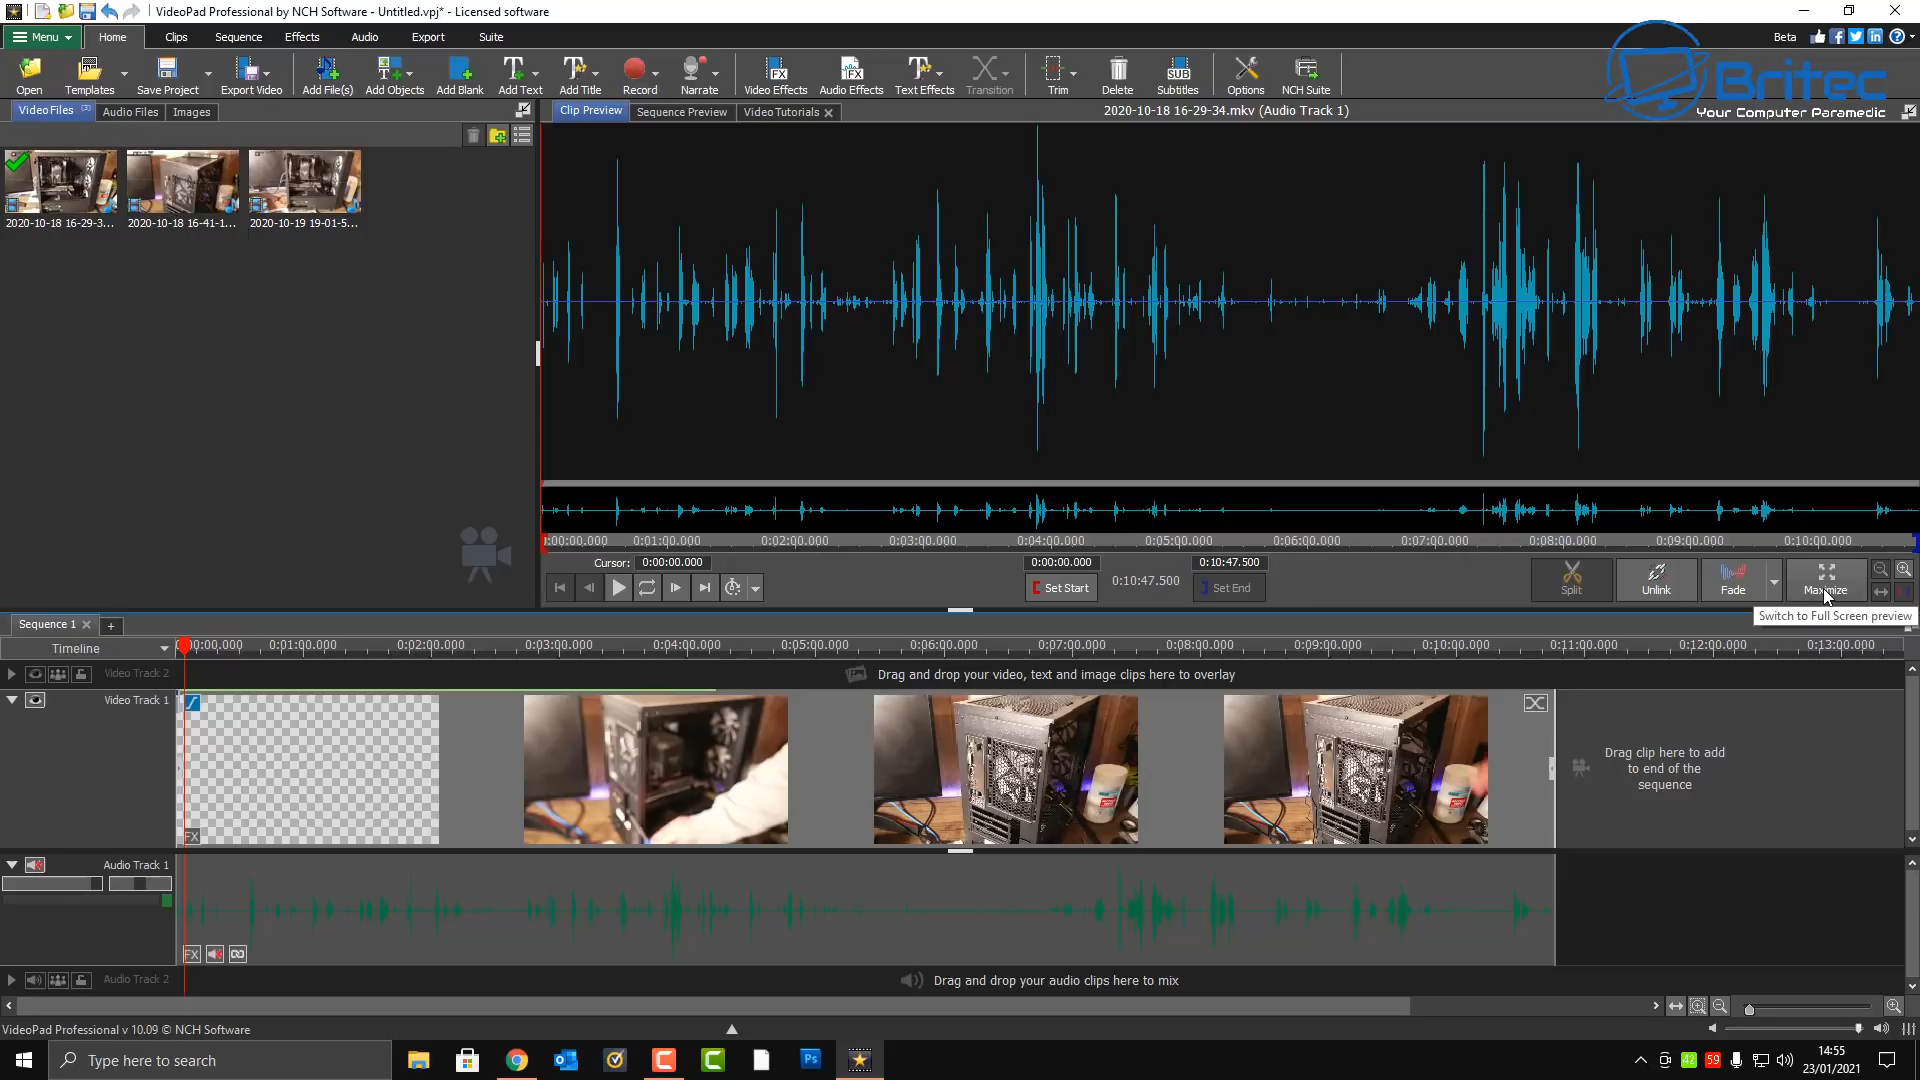 VideoPad Professional by NCH Software - Untitled.vpj* - Licensed software
Menu Home Clips Sequence Effects Audio Export Suite Beta
Open Templates Save Project Export Video Add File(s) Add Objects Add Blank Add Text Add Title Record Narrate Video Effects Audio Effects Text Effects Transition Trim Delete Subtitles Options NCH Suite
Britec
Your Computer Paramedic
Video Files (3) Audio Files Images
Clip Preview Sequence Preview Video Tutorials
2020-10-18 16-29-34.mkv (Audio Track 1)
2020-10-18 16-29-3... 2020-10-18 16-41-1... 2020-10-19 19-01-5...
:00:00.000 0:01:00.000 0:02:00.000 0:03:00.000 0:04:00.000 0:05:00.000 0:06:00.000 0:07:00.000 0:08:00.000 0:09:00.000 0:10:00.000
Cursor: 0:00:00.000 0:00:00.000 0:10:47.500 0:10:47.500
Set Start Set End
Split Unlink Fade Maximize
Switch to Full Screen preview
Sequence 1
Timeline
:00:00.000 0:01:00.000 0:02:00.000 0:03:00.000 0:04:00.000 0:05:00.000 0:06:00.000 0:07:00.000 0:08:00.000 0:09:00.000 0:10:00.000 0:11:00.000 0:12:00.000 0:13:00.000
Video Track 2
Drag and drop your video, text and image clips here to overlay
Video Track 1
FX
Drag clip here to add
to end of the
sequence
Audio Track 1
FX
Audio Track 2
Drag and drop your audio clips here to mix
VideoPad Professional v 10.09 © NCH Software
Type here to search
Ps
42 59
14:55
23/01/2021